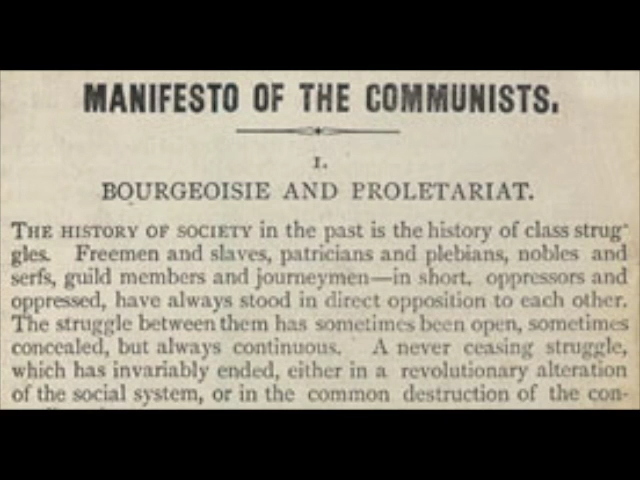 MANIFESTO OF THE COMMUNISTS.
I.
BOURGEOISIE AND PROLETARIAT.
THE HISTORY OF SOCIETY in the past is the history of class strug-
gles. Freemen and slaves, patricians and plebians, nobles and
serfs, guild members and journeymen—in short, oppressors and
oppressed, have always stood in direct opposition to each other.
The struggle between them has sometimes been open, sometimes
concealed, but always continuous. A never ceasing struggle,
which has invariably ended, either in a revolutionary alteration
of the social system, or in the common destruction of the con-